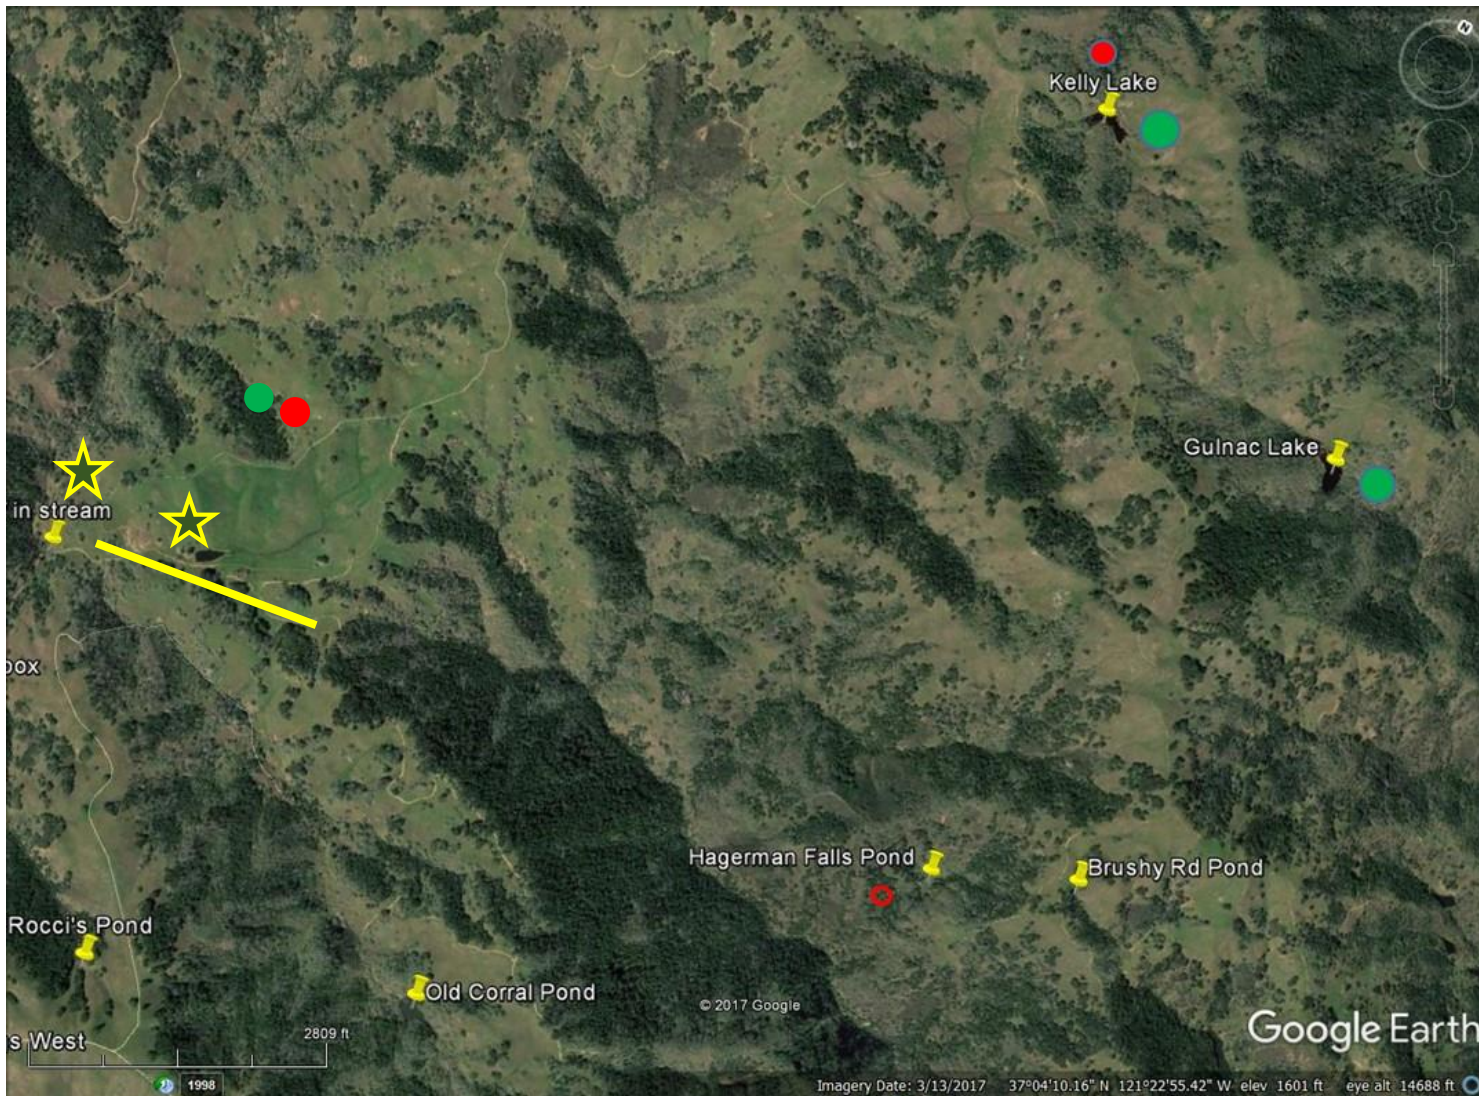 N
Kelly Lake
Gulnac Lake
in stream
box
Hagerman Falls Pond
Brushy Rd Pond
Rocci's Pond
Old Corral Pond
© 2017 Google
2809 ft
s West
Google Earth
1998
Imagery Date: 3/13/2017 37°04'10.16" N 121°22'55.42" W elev 1601 ft eye alt 14688 ft